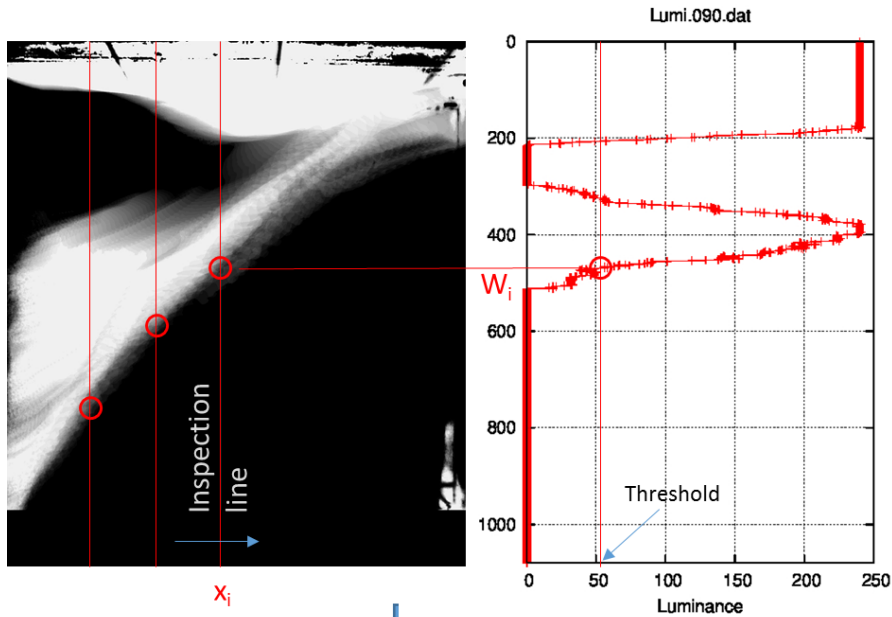 Lumi.090.dat
0
200
400
600
800
1000
0 50 100 150 200 250
Luminance
Threshold
Wi
Inspection
line
xi